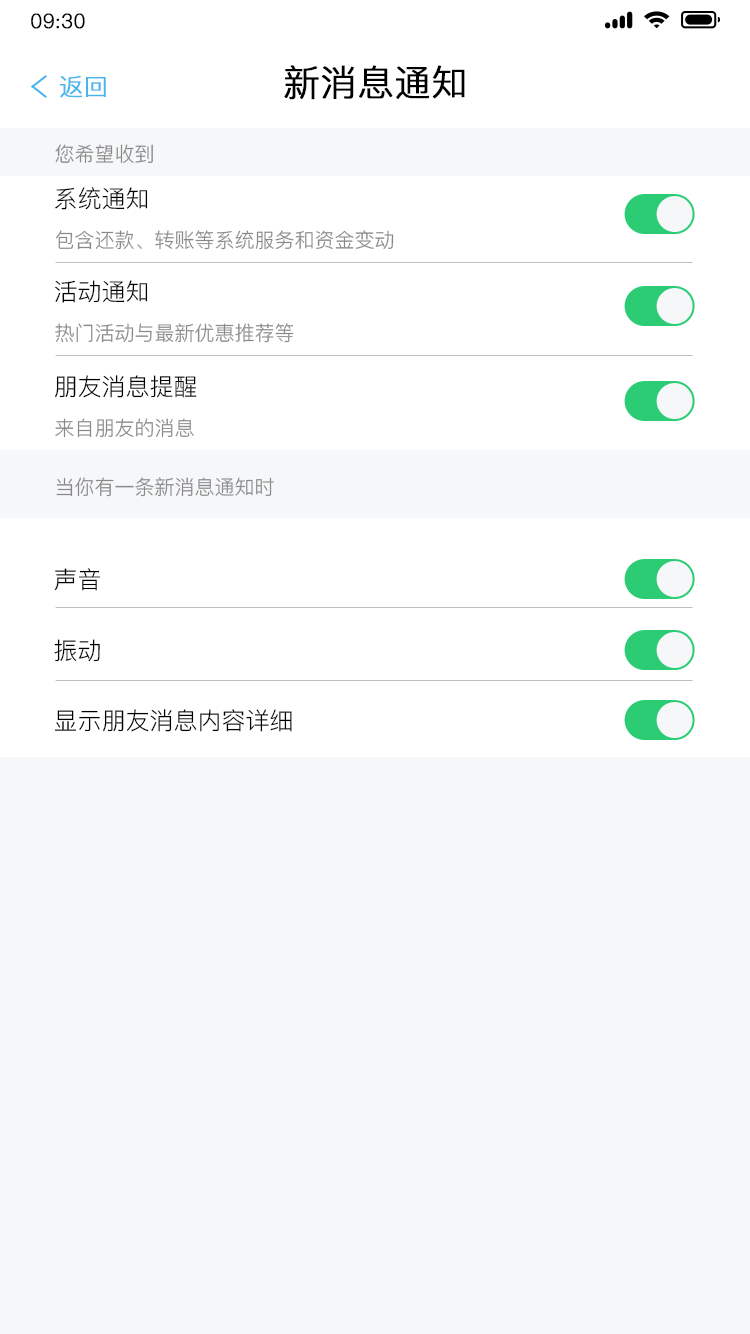 09:30
返回
新消息通知
您希望收到
系统通知
包含还款、转账等系统服务和资金变动
活动通知
热门活动与最新优惠推荐等
朋友消息提醒
来自朋友的消息
当你有一条新消息通知时
声音
振动
显示朋友消息内容详细